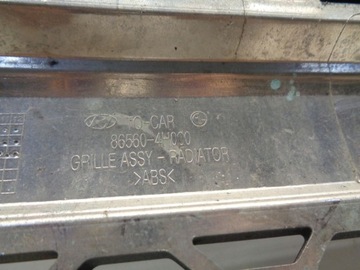 TQ-CAR
86560-4H000
GRILLE ASSY - RADIATOR
>ABS<